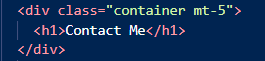 <div class="container mt-5">
<h1>Contact Me</h1>
</div>